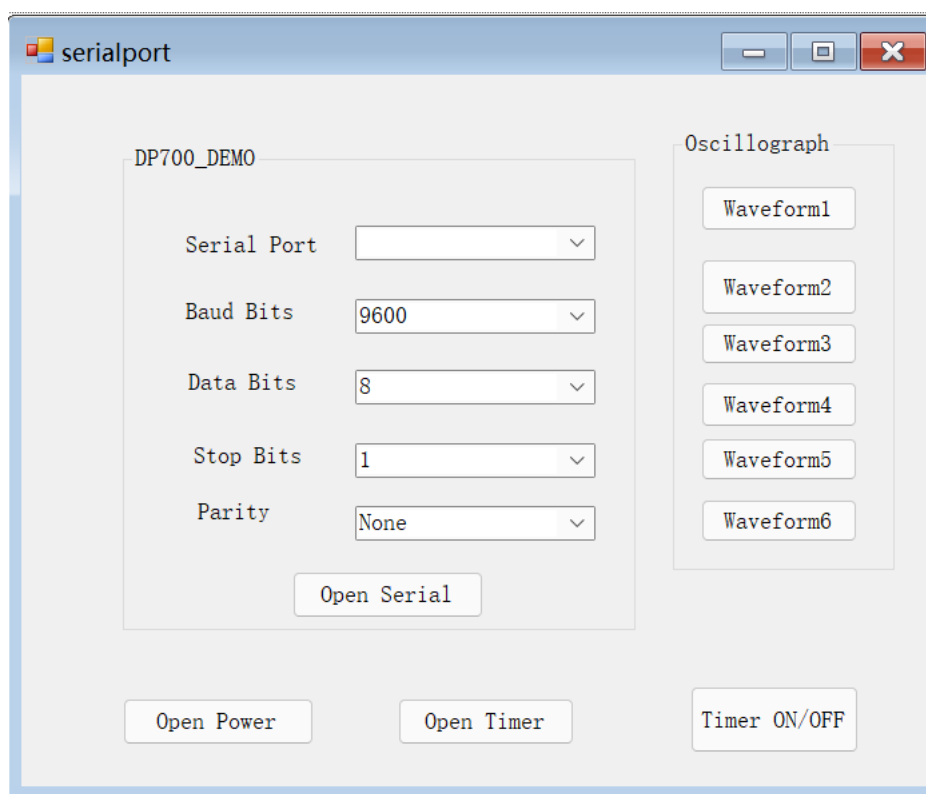 serialport
DP700_DEMO
Serial Port
Baud Bits 9600
Data Bits 8
Stop Bits 1
Parity None
Open Serial
Oscillograph
Waveform1
Waveform2
Waveform3
Waveform4
Waveform5
Waveform6
Open Power
Open Timer
Timer ON/OFF